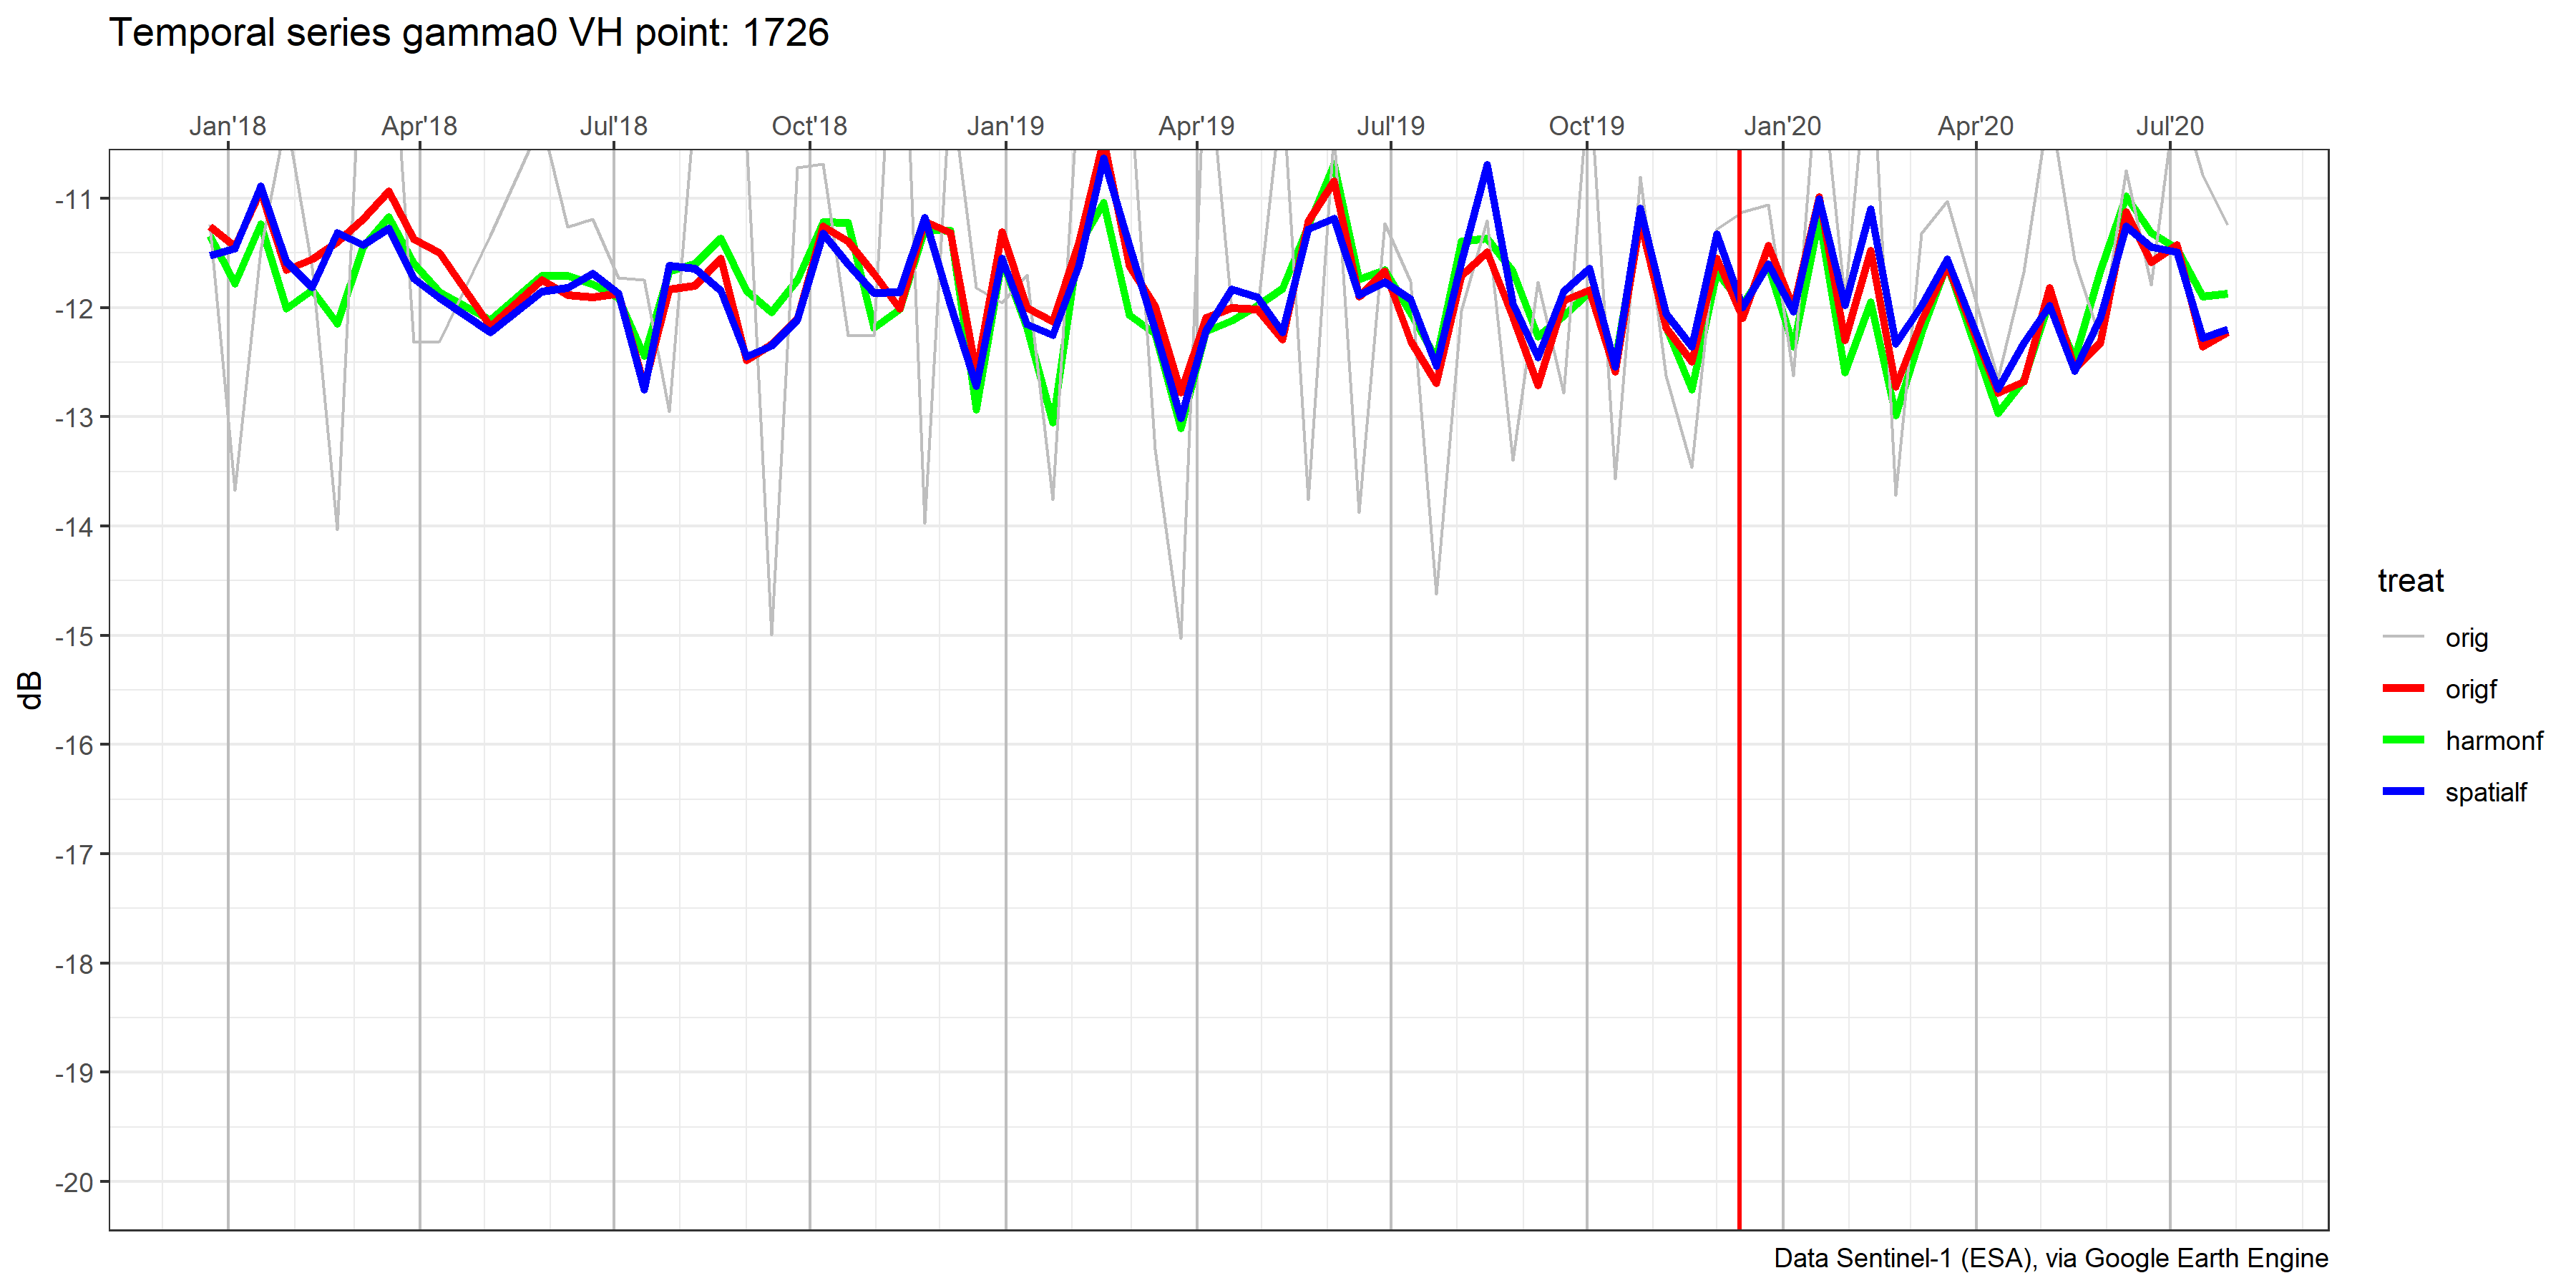 Temporal series gamma0 VH point: 1726
Jan'18 Apr'18 Jul'18 Oct'18 Jan'19 Apr'19 Jul'19 Oct'19 Jan'20 Apr'20 Jul'20
-11
-12
-13
-14
-15
-16
-17
-18
-19
-20
dB
treat
orig
origf
harmonf
spatialf
Data Sentinel-1 (ESA), via Google Earth Engine